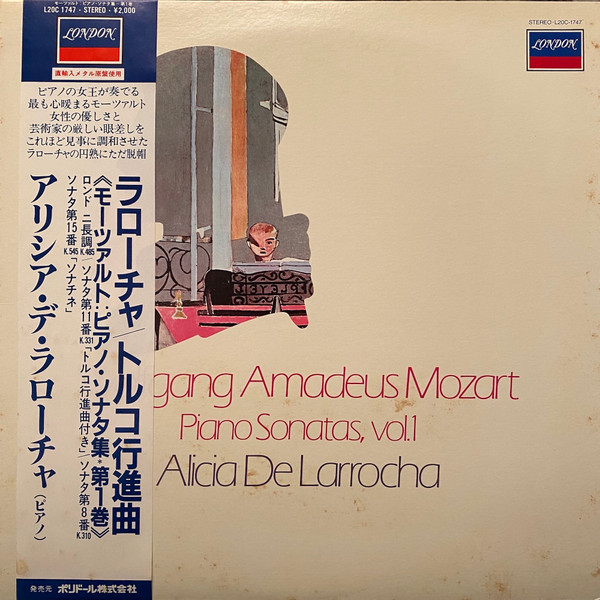 モーツァルト:ピアノ・ソナタ集・第1巻
L20C 1747・STEREO・¥2,000
LONDON
直輸入メタル原盤使用
ピアノの女王が奏でる
最も心暖まるモーツァルト
女性の優しさと
芸術家の厳しい眼差しを
これほど見事に調和させた
ラローチャの円熟にただ脱帽
ラローチャ/トルコ行進曲
《モーツァルト:ピアノ・ソナタ集・第1巻》
ロンド ニ長調K.485/ソナタ第11番K.331「トルコ行進曲付き」/ソナタ第8番K.310
ソナタ第15番K.545「ソナチネ」
アリシア・デ・ラローチャ(ピアノ)
発売元 ポリドール株式会社
STEREO-L20C-1747
LONDON
gang Amadeus Mozart
Piano Sonatas, vol.1
Alicia De Larrocha